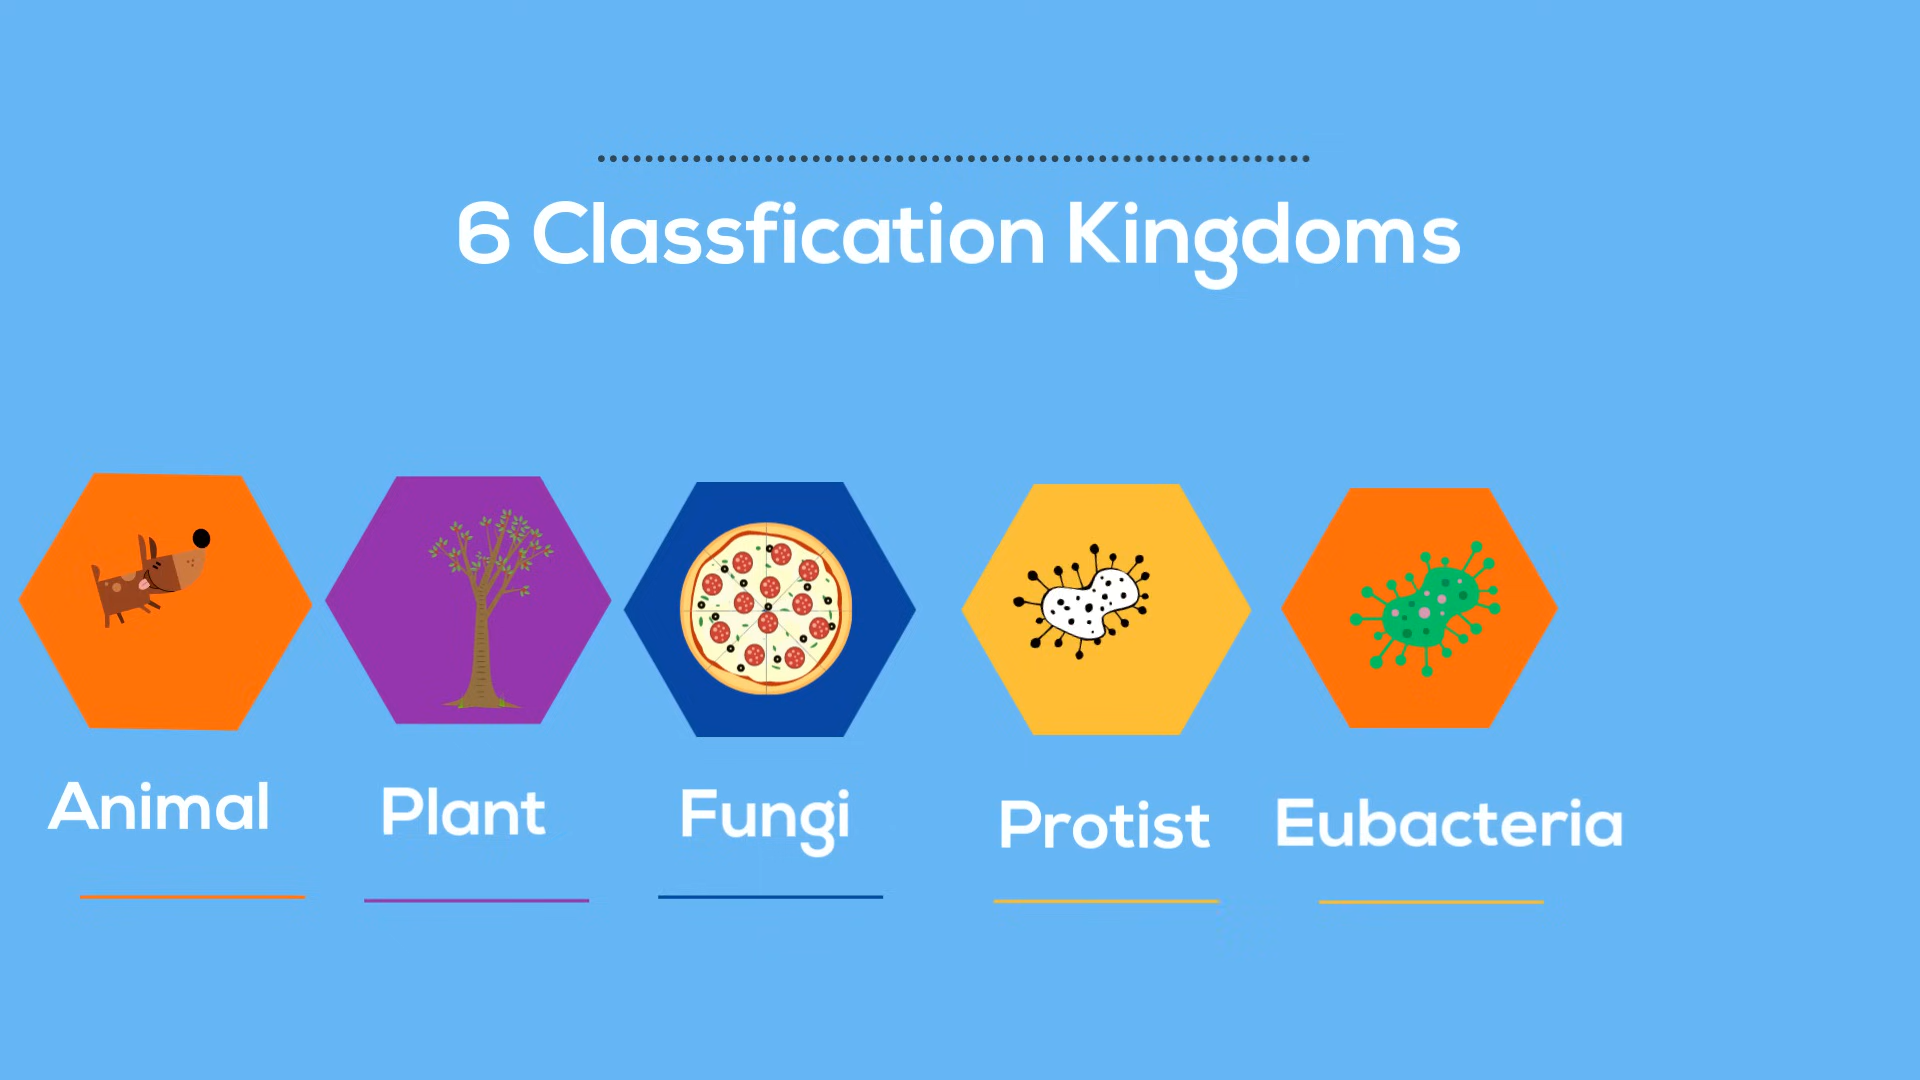 6 Classfication Kingdoms
Animal
Plant
Fungi
Protist
Eubacteria